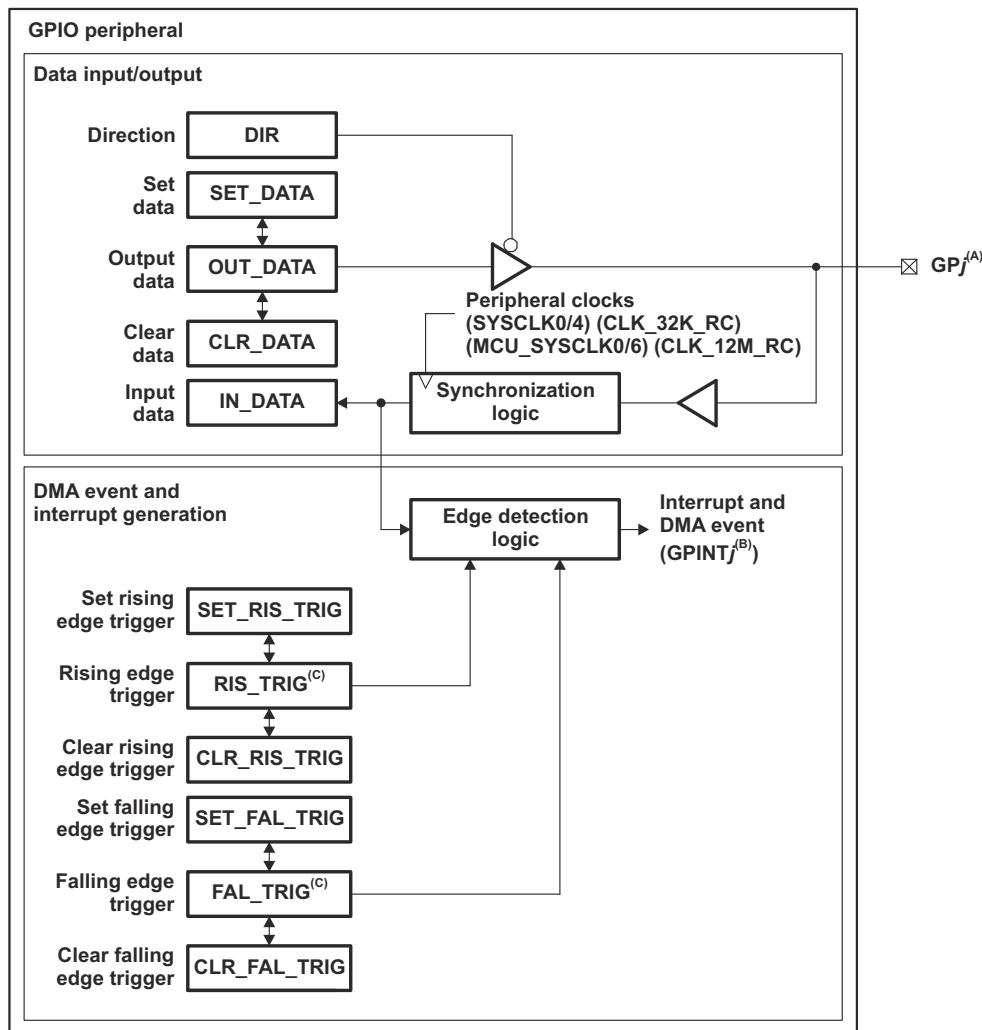 GPIO peripheral
Data input/output
Direction
DIR
Set
data
SET_DATA
Output
data
OUT_DATA
GPj(A)
Clear
data
CLR_DATA
Peripheral clocks
(SYSCLK0/4) (CLK_32K_RC)
(MCU_SYSCLK0/6) (CLK_12M_RC)
Input
data
IN_DATA
Synchronization
logic
DMA event and
interrupt generation
Edge detection
logic
Interrupt and
DMA event
(GPINTj(B))
Set rising
edge trigger
SET_RIS_TRIG
Rising edge
trigger
RIS_TRIG(C)
Clear rising
edge trigger
CLR_RIS_TRIG
Set falling
edge trigger
SET_FAL_TRIG
Falling edge
trigger
FAL_TRIG(C)
Clear falling
edge trigger
CLR_FAL_TRIG